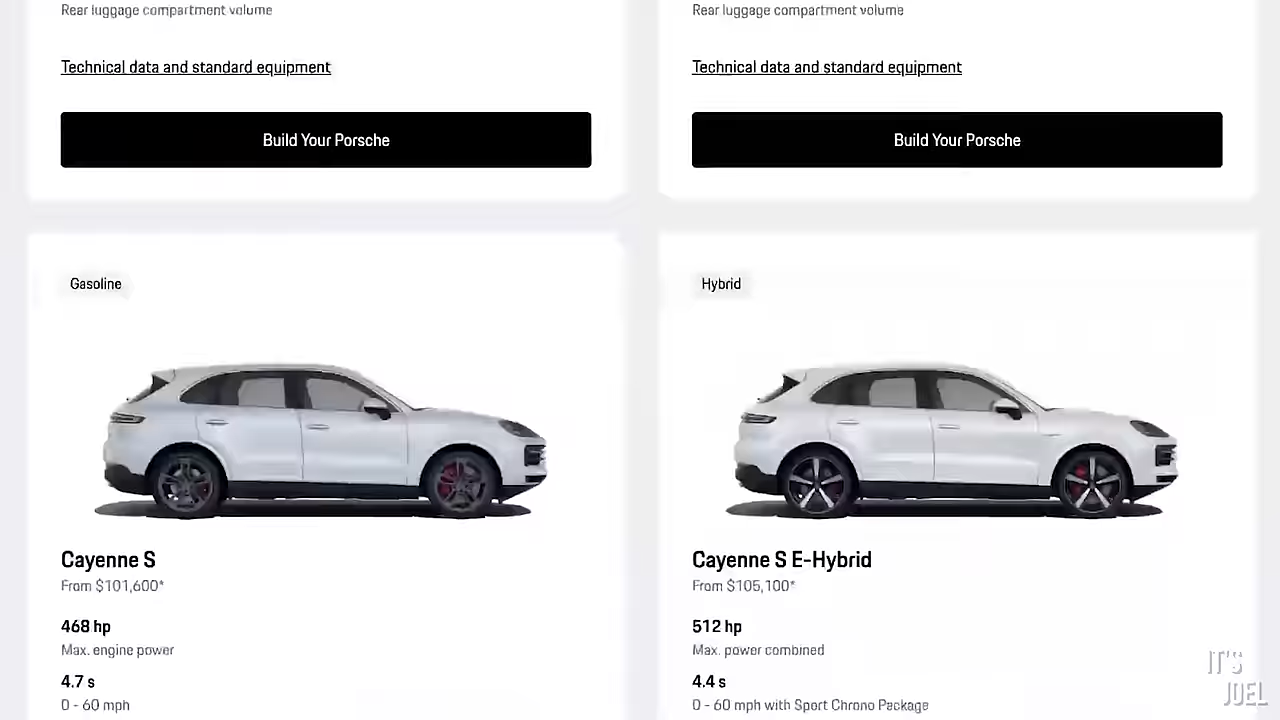 Rear luggage compartment volume
Technical data and standard equipment
Build Your Porsche
Rear luggage compartment volume
Technical data and standard equipment
Build Your Porsche
Gasoline
Cayenne S
From $101,600*
468 hp
Max. engine power
4.7 s
0 - 60 mph
Hybrid
Cayenne S E-Hybrid
From $105,100*
512 hp
Max. power combined
4.4 s
0 - 60 mph with Sport Chrono Package
IT'S
JOEL